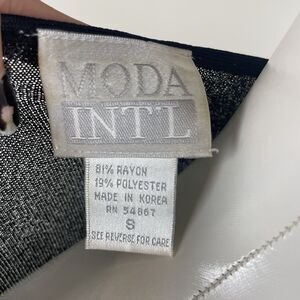 MODA
INT'L
81% RAYON
19% POLYESTER
MADE IN KOREA
RN 54867
S
SEE REVERSE FOR CARE